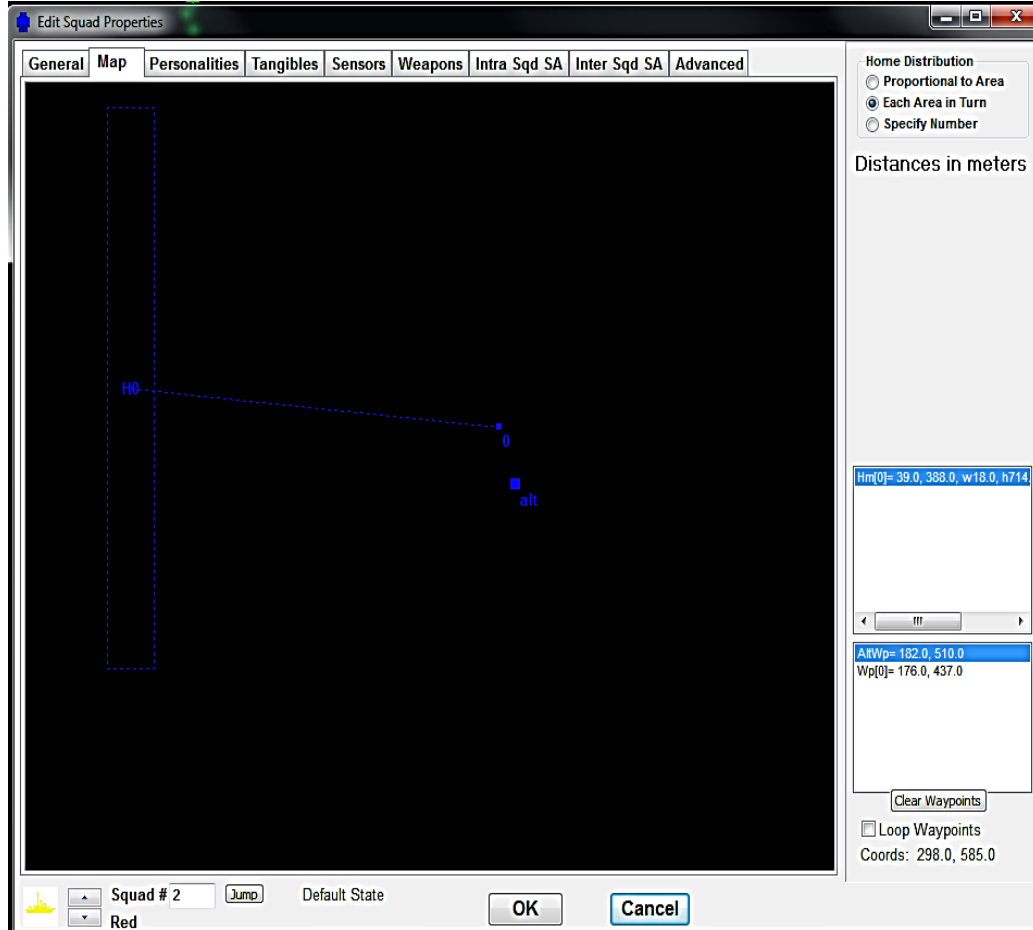 Edit Squad Properties
General Map Personalities Tangibles Sensors Weapons Intra Sqd SA Inter Sqd SA Advanced
Home Distribution
Proportional to Area
Each Area in Turn
Specify Number
Distances in meters
H0
0
alt
Hm[0]= 39.0, 388.0, w18.0, h714.
AltWp= 182.0, 510.0
Wp[0]= 176.0, 437.0
Clear Waypoints
Loop Waypoints
Coords: 298.0, 585.0
Squad # 2 Jump Default State OK Cancel
Red